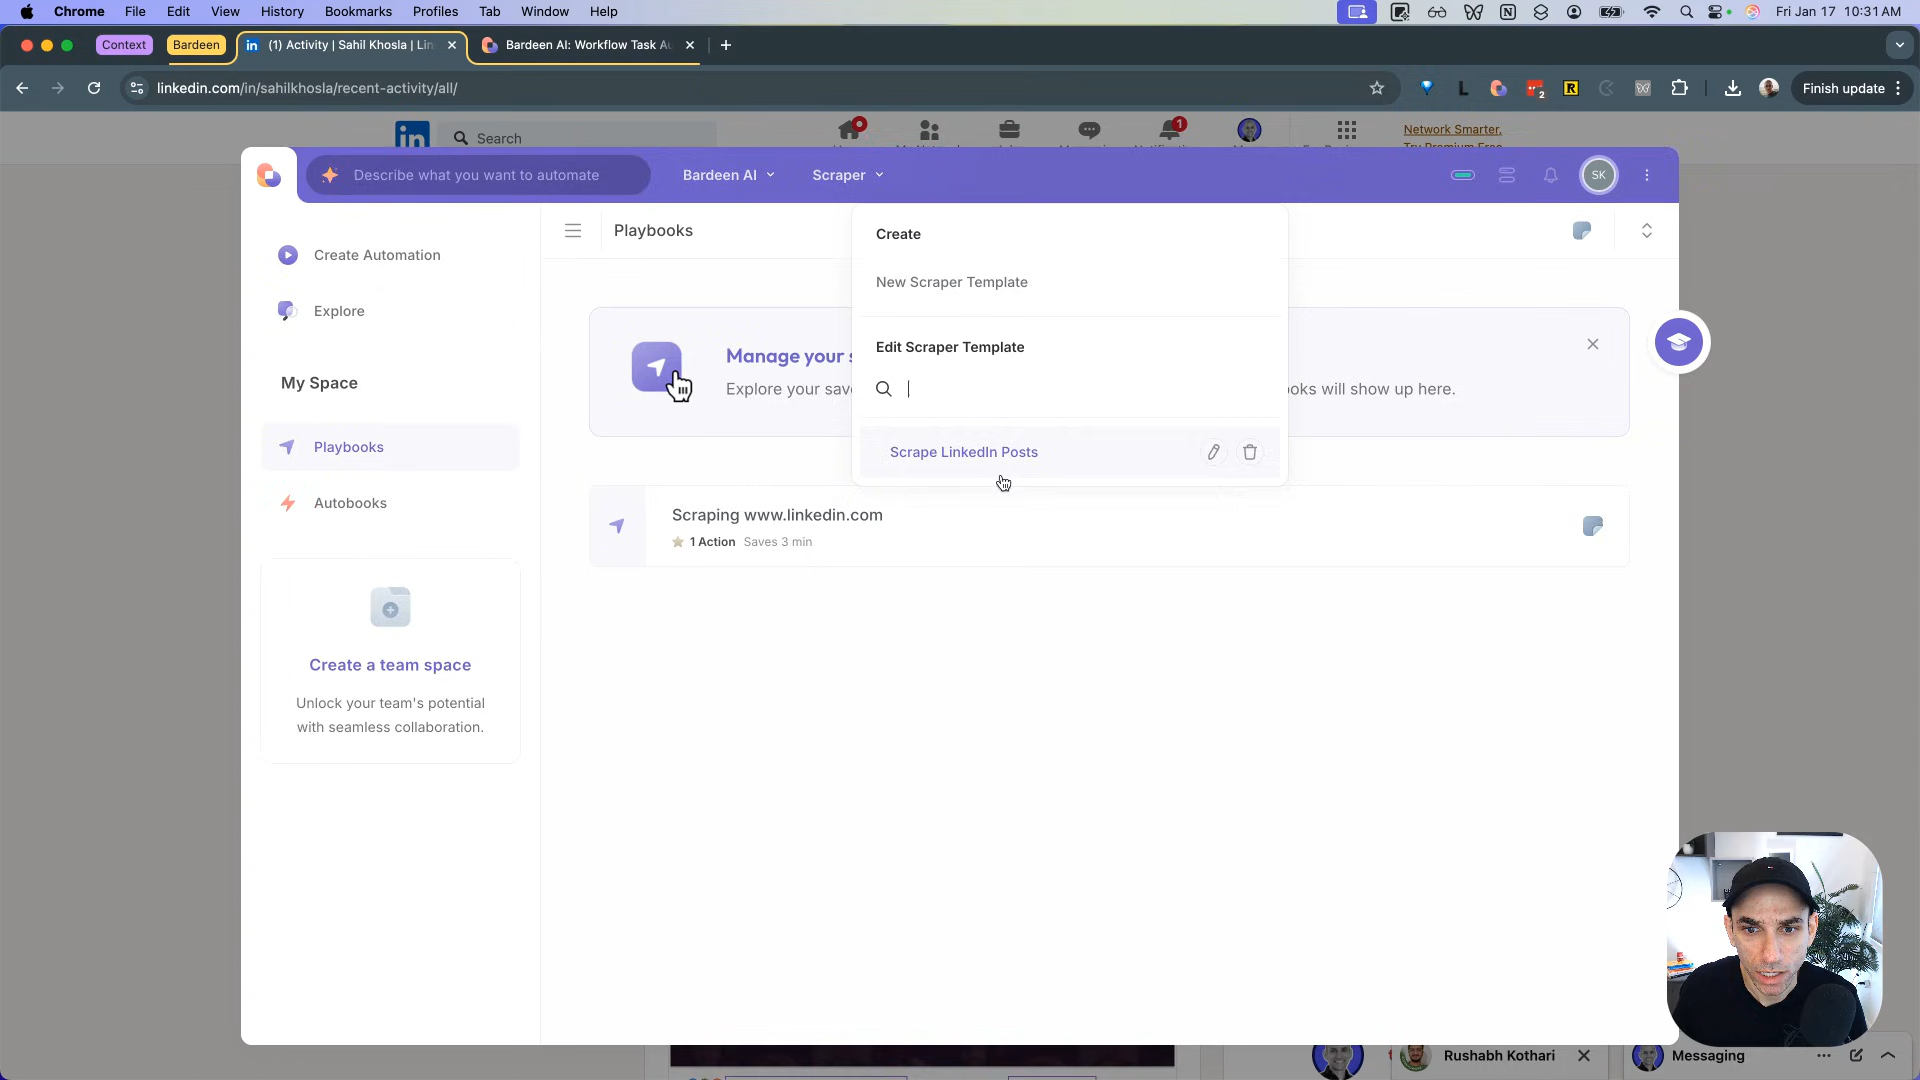 Chrome File Edit View History Bookmarks Profiles Tab Window Help
Fri Jan 17 10:31 AM
Context
Bardeen
(1) Activity | Sahil Khosla | Lin
Bardeen AI: Workflow Task Au
linkedin.com/in/sahilkhosla/recent-activity/all/
2
Finish update
Search
1
Network Smarter,
Try Premium Free
Describe what you want to automate
Bardeen AI
Scraper
SK
Create Automation
Explore
My Space
Playbooks
Autobooks
Create a team space
Unlock your team's potential
with seamless collaboration.
Playbooks
Create
New Scraper Template
Edit Scraper Template
Scrape LinkedIn Posts
Manage your s
Explore your save
oks will show up here.
Scraping www.linkedin.com
1 Action Saves 3 min
Rushabh Kothari
Messaging